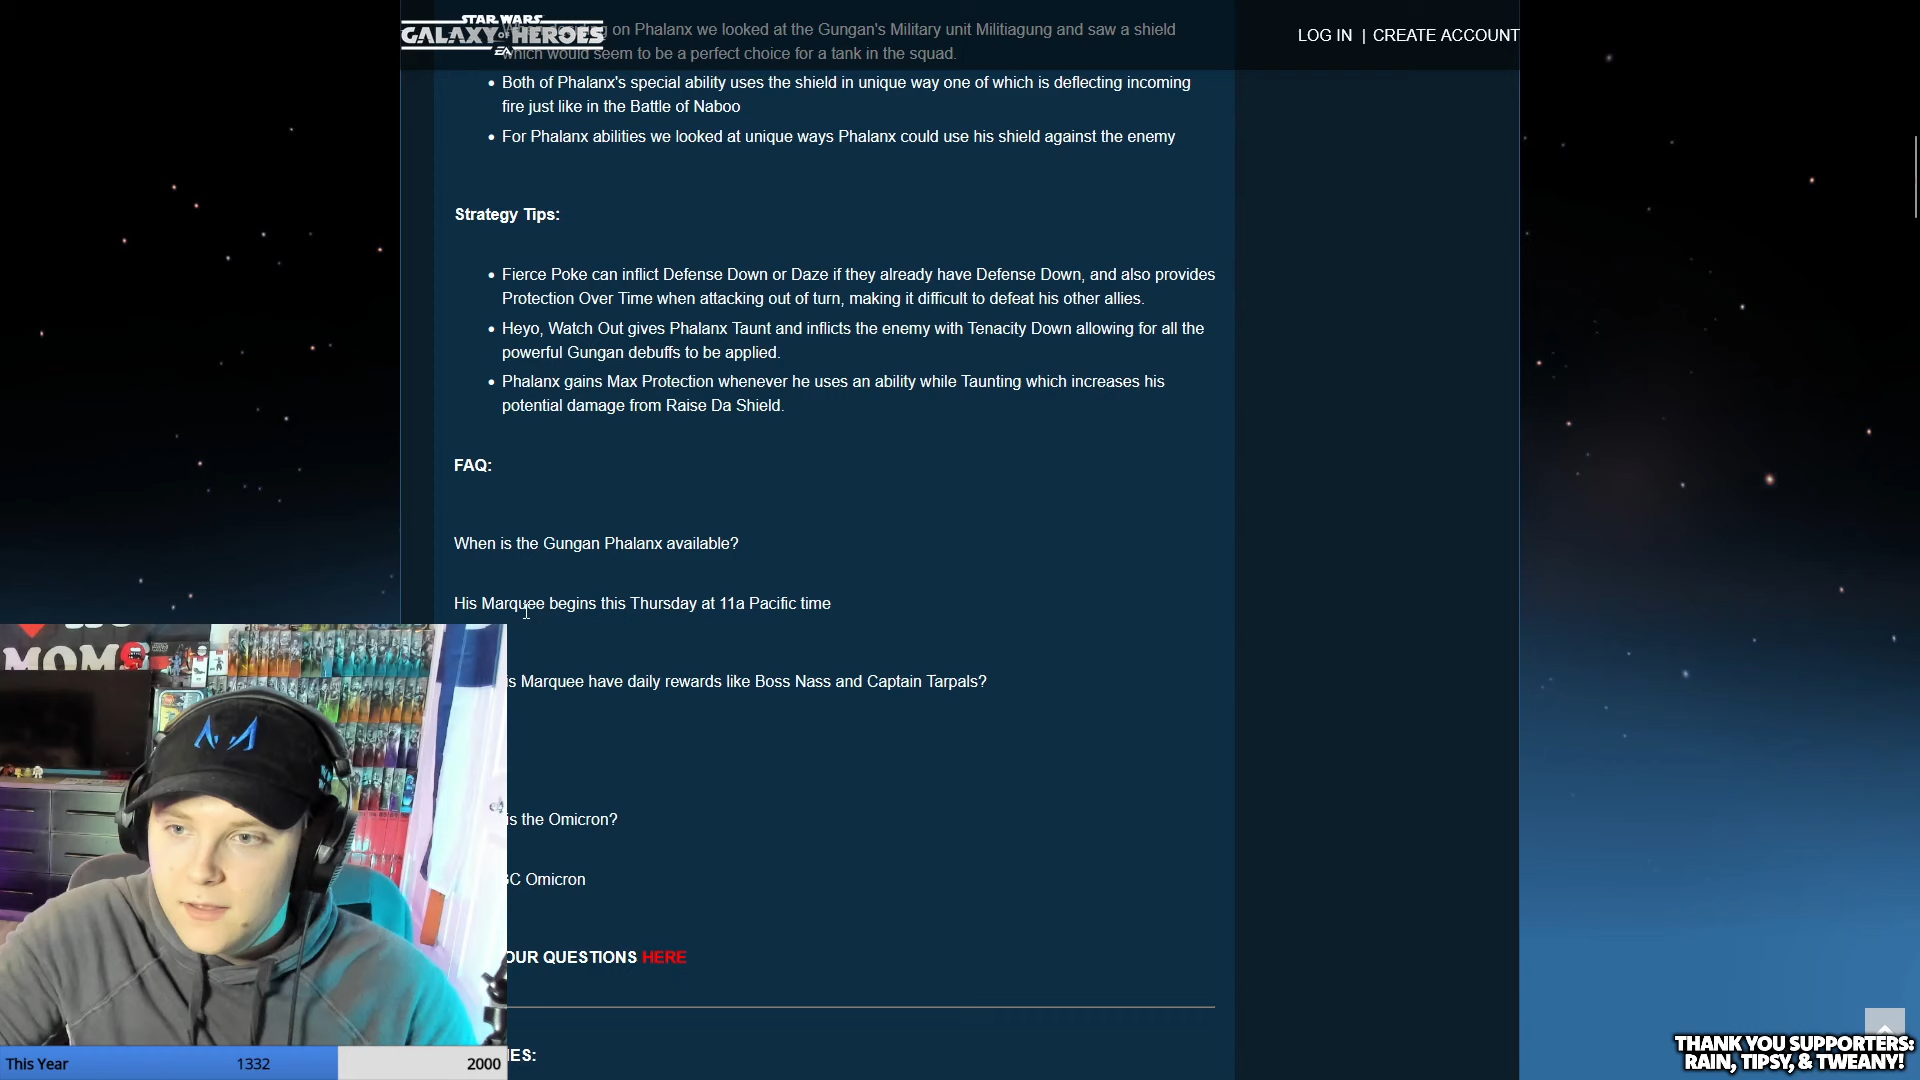 STAR WARS
GALAXY OF HEROES
EA
LOG IN | CREATE ACCOUNT
on Phalanx we looked at the Gungan's Military unit Militiagung and saw a shield
which would seem to be a perfect choice for a tank in the squad.
• Both of Phalanx's special ability uses the shield in unique way one of which is deflecting incoming
fire just like in the Battle of Naboo
• For Phalanx abilities we looked at unique ways Phalanx could use his shield against the enemy
Strategy Tips:
• Fierce Poke can inflict Defense Down or Daze if they already have Defense Down, and also provides
Protection Over Time when attacking out of turn, making it difficult to defeat his other allies.
• Heyo, Watch Out gives Phalanx Taunt and inflicts the enemy with Tenacity Down allowing for all the
powerful Gungan debuffs to be applied.
• Phalanx gains Max Protection whenever he uses an ability while Taunting which increases his
potential damage from Raise Da Shield.
FAQ:
When is the Gungan Phalanx available?
His Marquee begins this Thursday at 11a Pacific time
is Marquee have daily rewards like Boss Nass and Captain Tarpals?
is the Omicron?
GC Omicron
OUR QUESTIONS HERE
IES:
MOM
This Year 1332 2000
THANK YOU SUPPORTERS:
RAIN, TIPSY, & TWEANY!